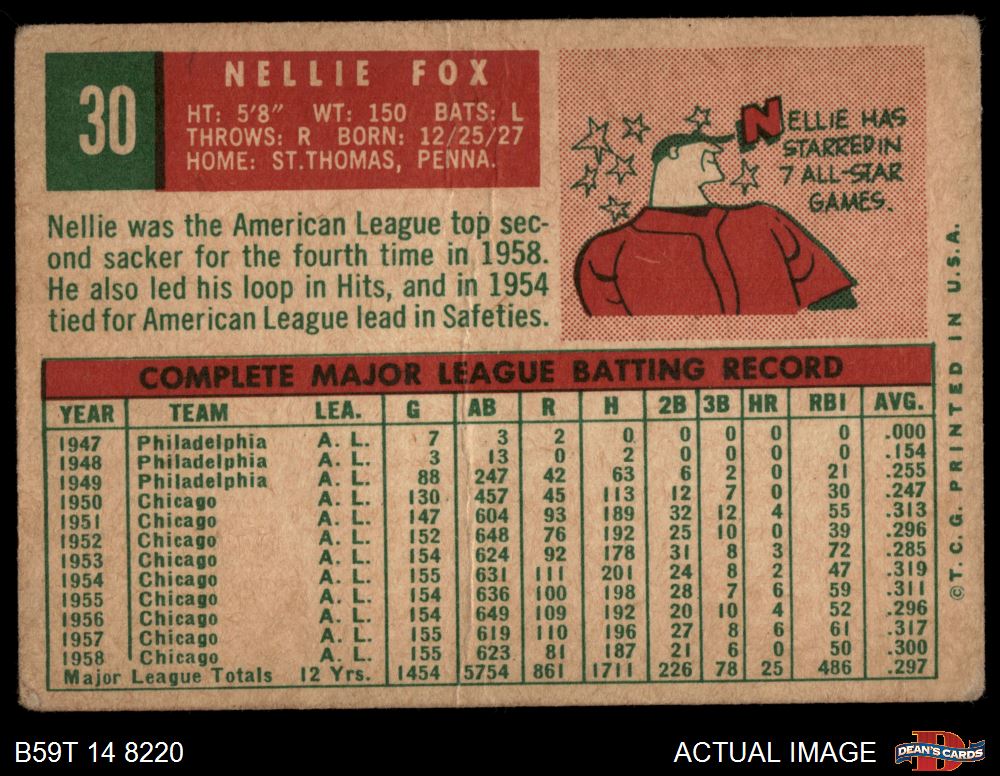 30
NELLIE FOX
HT: 5'8" WT: 150 BATS: L
THROWS: R BORN: 12/25/27
HOME: ST.THOMAS, PENNA.
NELLIE HAS
STARRED IN
7 ALL-STAR
GAMES.
Nellie was the American League top sec-
ond sacker for the fourth time in 1958.
He also led his loop in Hits, and in 1954
tied for American League lead in Safeties.
COMPLETE MAJOR LEAGUE BATTING RECORD
YEAR TEAM LEA. G AB R H 2B 3B HR RBI AVG.
1947 Philadelphia A. L. 7 3 2 0 0 0 0 0 .000
1948 Philadelphia A. L. 3 13 0 2 0 0 0 0 .154
1949 Philadelphia A. L. 88 247 42 63 6 2 0 21 .255
1950 Chicago A. L. 130 457 45 113 12 7 0 30 .247
1951 Chicago A. L. 147 604 93 189 32 12 4 55 .313
1952 Chicago A. L. 152 648 76 192 25 10 0 39 .296
1953 Chicago A. L. 154 624 92 178 31 8 3 72 .285
1954 Chicago A. L. 155 631 111 201 24 8 2 47 .319
1955 Chicago A. L. 154 636 100 198 28 7 6 59 .311
1956 Chicago A. L. 154 649 109 192 20 10 4 52 .296
1957 Chicago A. L. 155 619 110 196 27 8 6 61 .317
1958 Chicago A. L. 155 623 81 187 21 6 0 50 .300
Major League Totals 12 Yrs. 1454 5754 861 1711 226 78 25 486 .297
©T. C. G. PRINTED IN U.S.A.
B59T 14 8220
ACTUAL IMAGE
DEAN'S CARDS